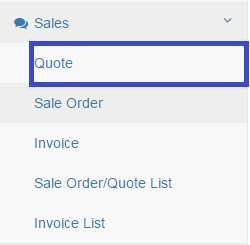 Sales
Quote
Sale Order
Invoice
Sale Order/Quote List
Invoice List